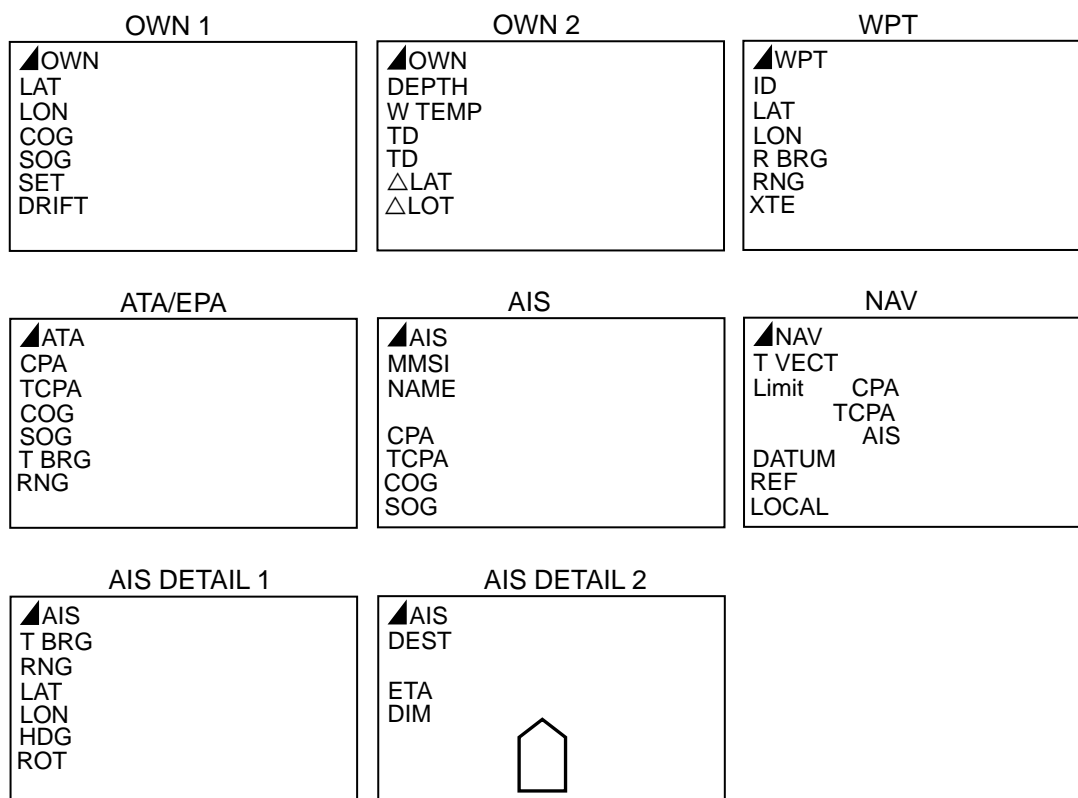 OWN 1
◢OWN
LAT
LON
COG
SOG
SET
DRIFT
OWN 2
◢OWN
DEPTH
W TEMP
TD
TD
△LAT
△LOT
WPT
◢WPT
ID
LAT
LON
R BRG
RNG
XTE
ATA/EPA
◢ATA
CPA
TCPA
COG
SOG
T BRG
RNG
AIS
◢AIS
MMSI
NAME
CPA
TCPA
COG
SOG
NAV
◢NAV
T VECT
Limit CPA
TCPA
AIS
DATUM
REF
LOCAL
AIS DETAIL 1
◢AIS
T BRG
RNG
LAT
LON
HDG
ROT
AIS DETAIL 2
◢AIS
DEST
ETA
DIM